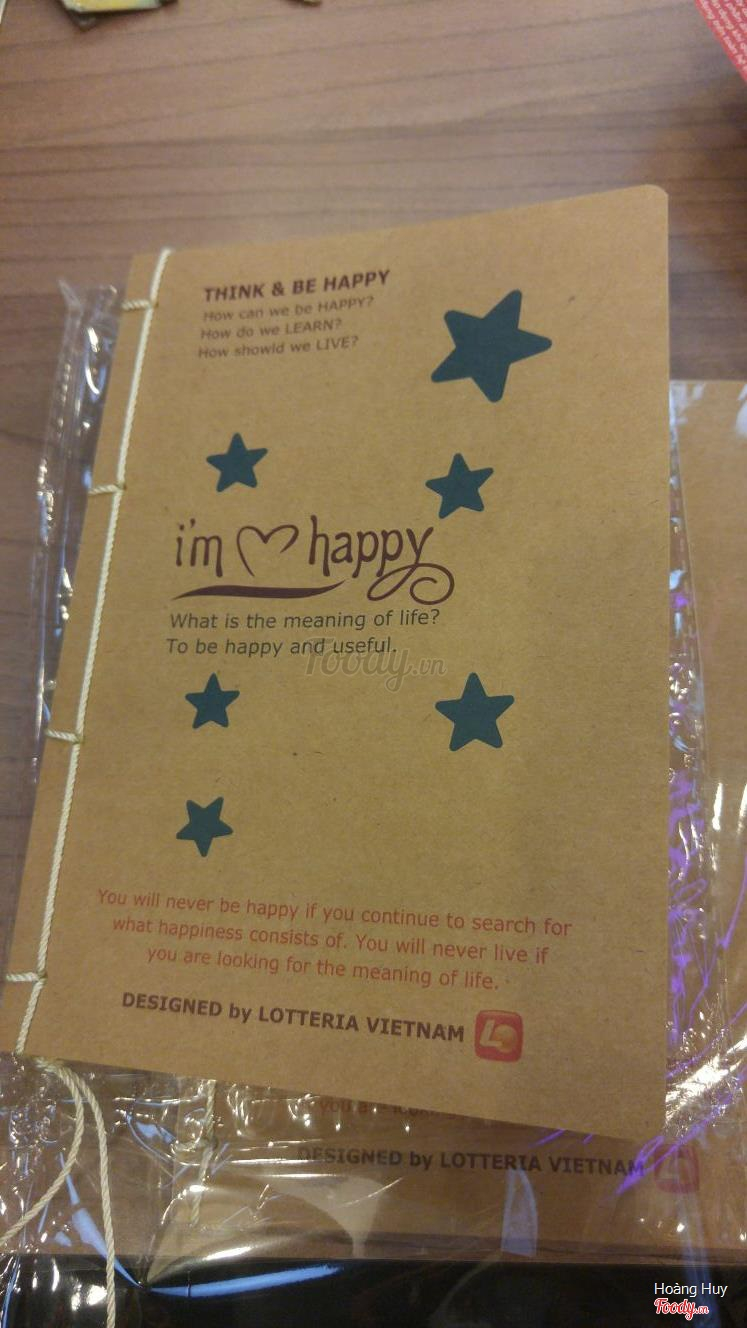 THINK & BE HAPPY
How can we be HAPPY?
How do we LEARN?
How showld we LIVE?
i'm happy
What is the meaning of life?
To be happy and useful.
Foody.vn
You will never be happy if you continue to search for
what happiness consists of. You will never live if
you are looking for the meaning of life.
DESIGNED by LOTTERIA VIETNAM
DESIGNED by LOTTERIA VIETNAM
Hoàng Huy
Foody.vn